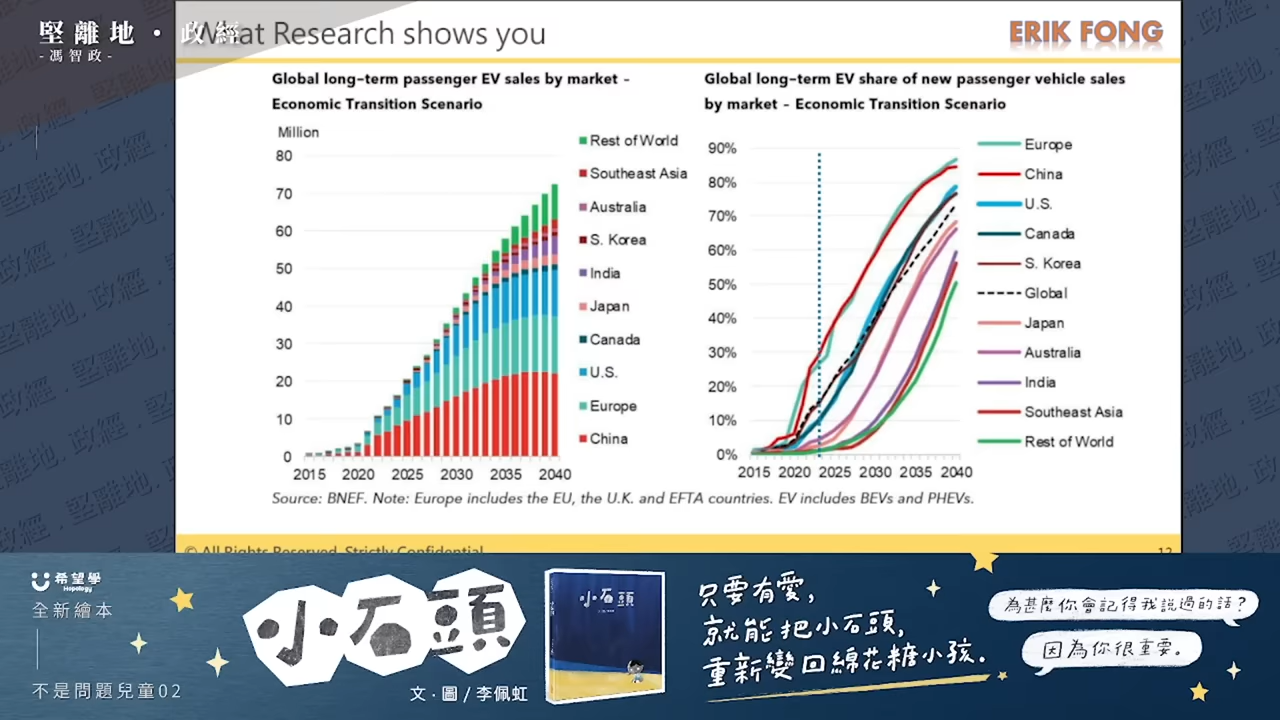 堅離地・政經
-馮智政-
What Research shows you
ERIK FONG
Global long-term passenger EV sales by market -
Economic Transition Scenario
Million
80
70
60
50
40
30
20
10
0
2015 2020 2025 2030 2035 2040
Rest of World
Southeast Asia
Australia
S. Korea
India
Japan
Canada
U.S.
Europe
China
Global long-term EV share of new passenger vehicle sales
by market - Economic Transition Scenario
90%
80%
70%
60%
50%
40%
30%
20%
10%
0%
2015 2020 2025 2030 2035 2040
Europe
China
U.S.
Canada
S. Korea
Global
Japan
Australia
India
Southeast Asia
Rest of World
Source: BNEF. Note: Europe includes the EU, the U.K. and EFTA countries. EV includes BEVs and PHEVs.
© All Rights Reserved. Strictly Confidential
12
希望學
Hopology
全新繪本
不是問題兒童02
小石頭
文・圖/李佩虹
小石頭
只要有愛,
就能把小石頭,
重新變回綿花糖小孩.
為甚麼你會記得我說過的話?
因為你很重要。